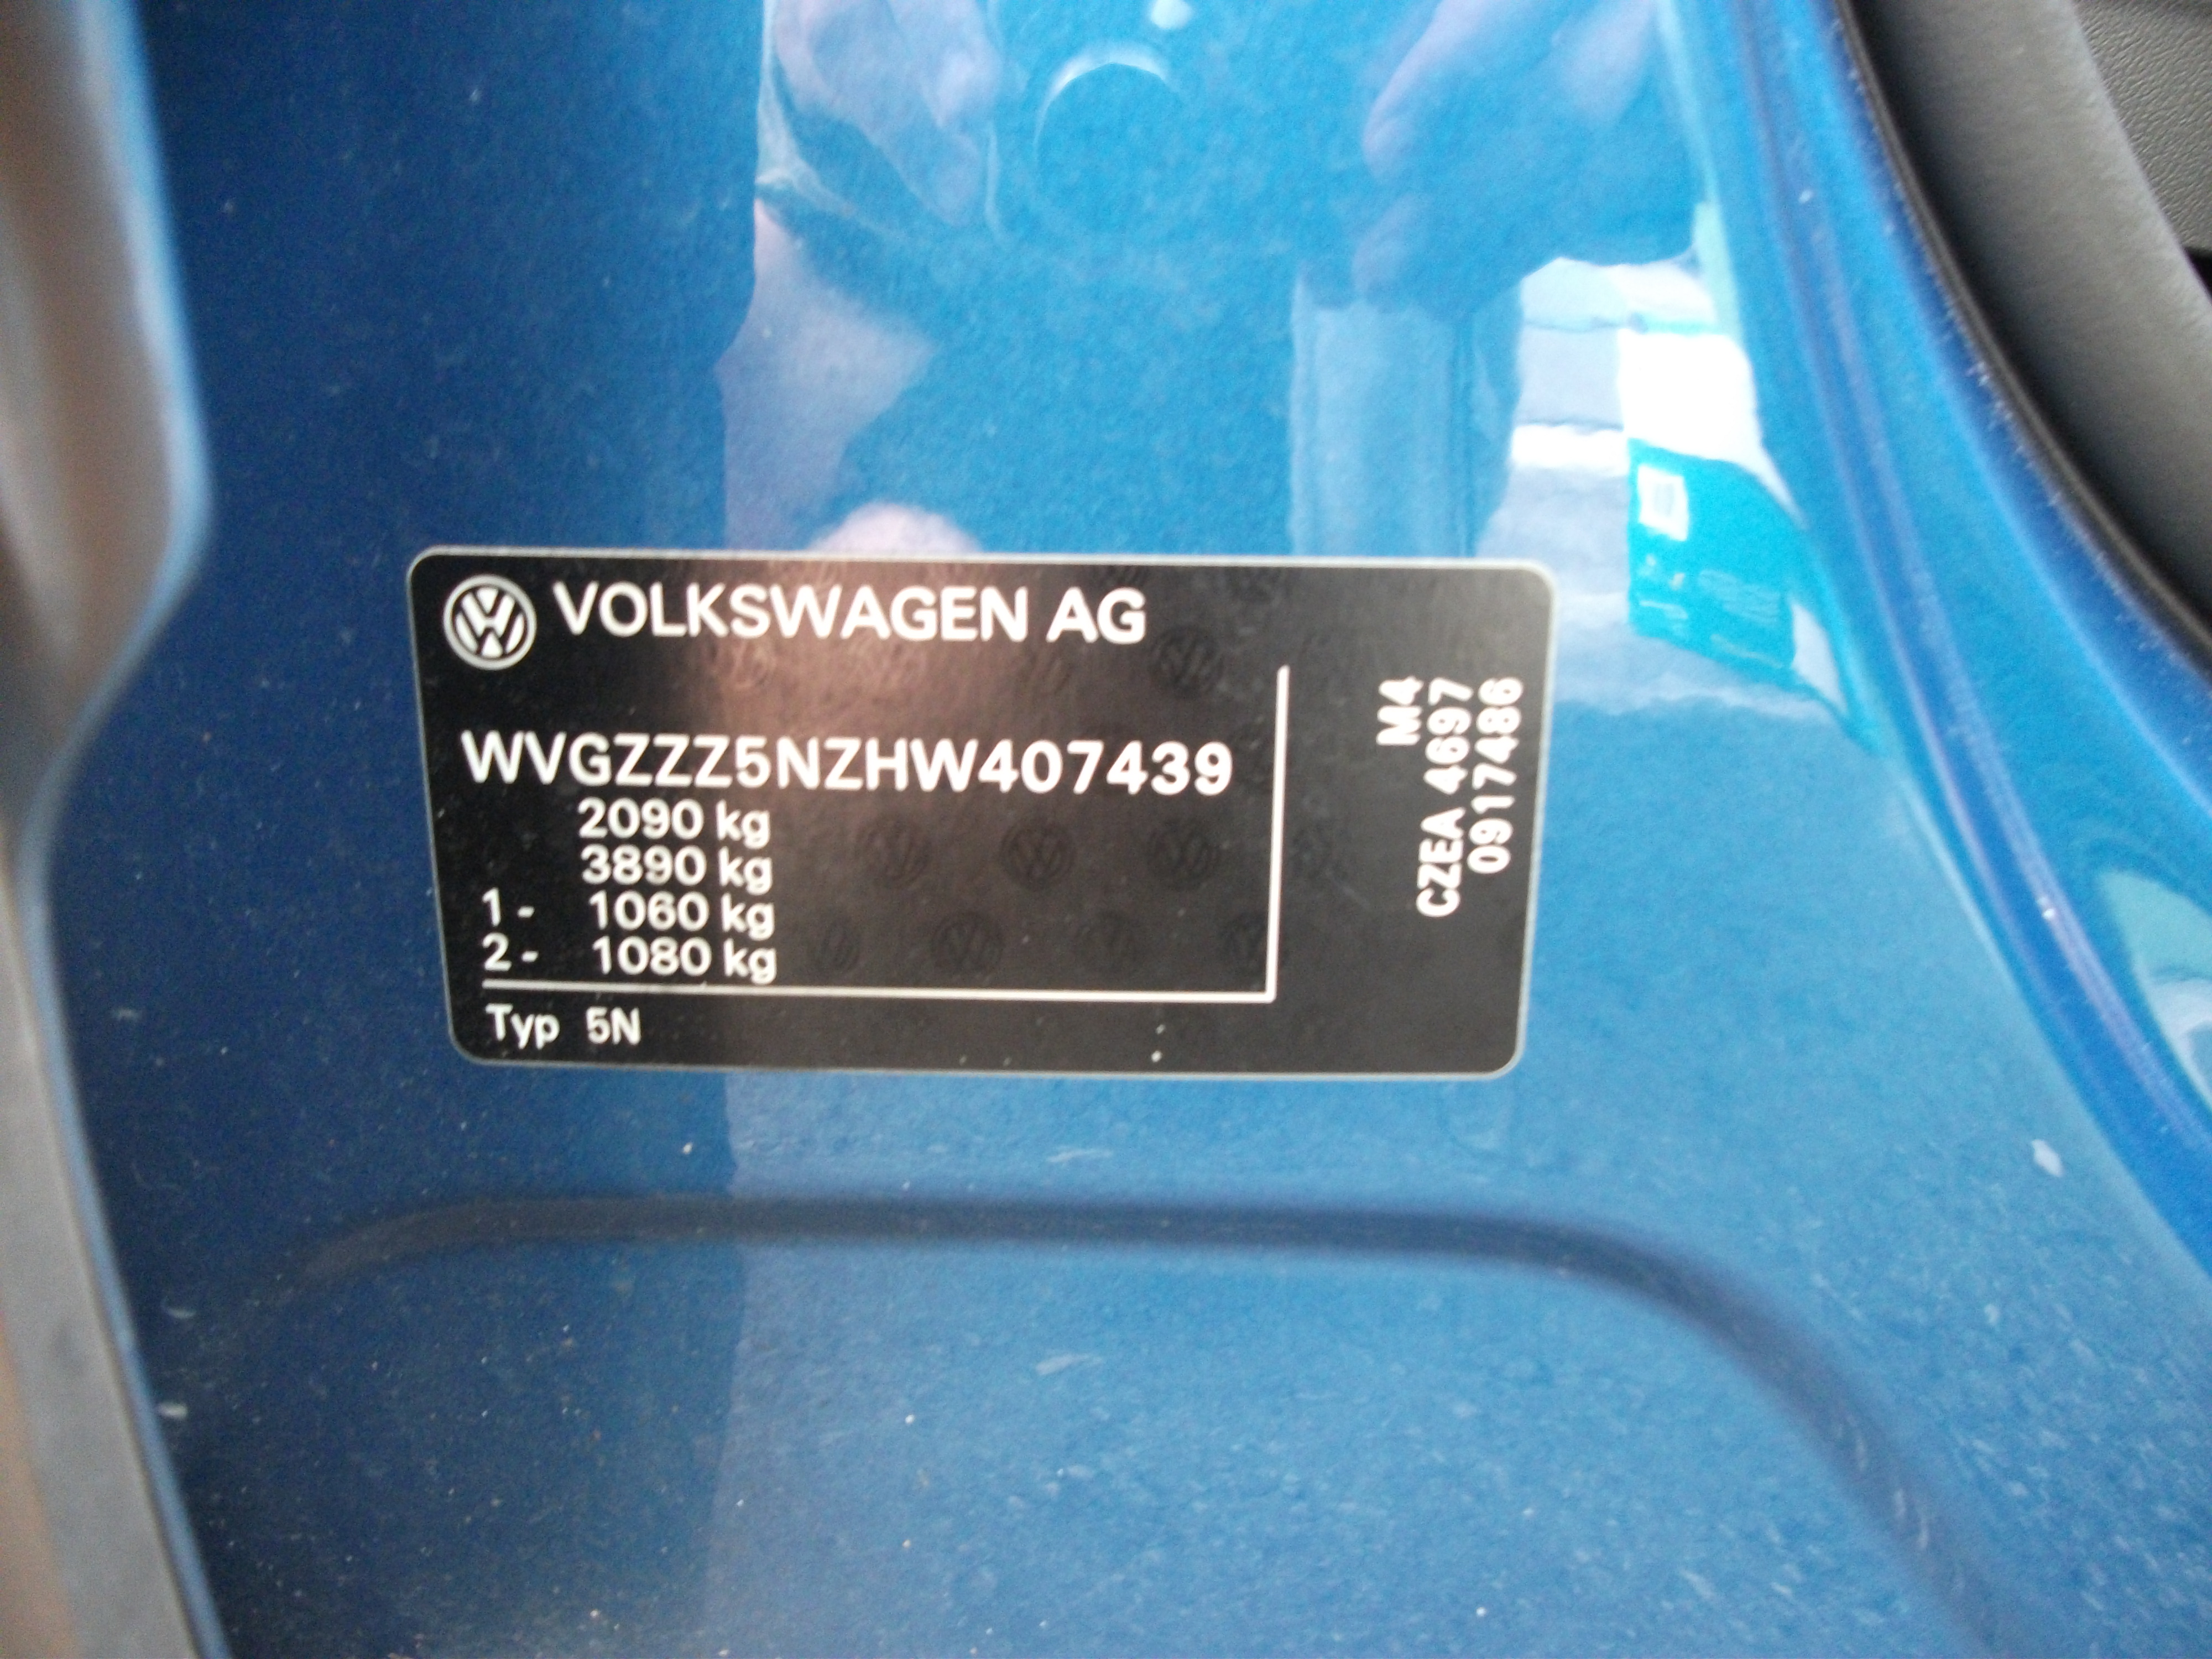 VOLKSWAGEN AG
WVGZZZ5NZHW407439
2090 kg
3890 kg
1- 1060 kg
2- 1080 kg
Typ 5N
M4
CZEA 4697
0917486